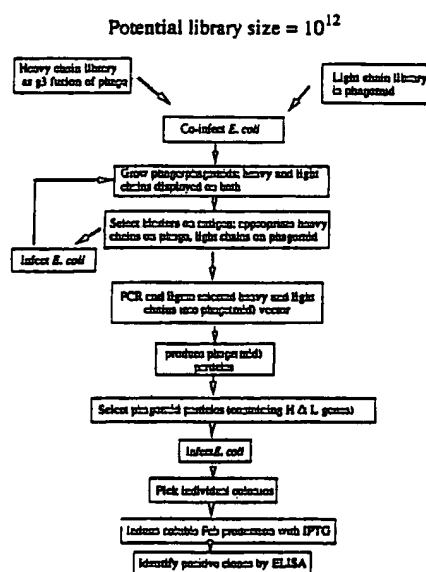 Potential library size = 10¹²
Heavy chain library
as g3 fusion of phage
Light chain library
in phagemid
Co-infect E. coli
Grow phage/phagemids; heavy and light
chains displayed on both
Select binders on antigen; appropriate heavy
chains on phage, light chains on phagemid
Infect E. coli
PCR and ligate selected heavy and light
chains into phage(mid) vector
produce phage(mid)
particles
Select phagemid particles (containing H & L genes)
Infect E. coli
Pick individual colonies
Induce soluble Fab production with IPTG
Identify positive clones by ELISA